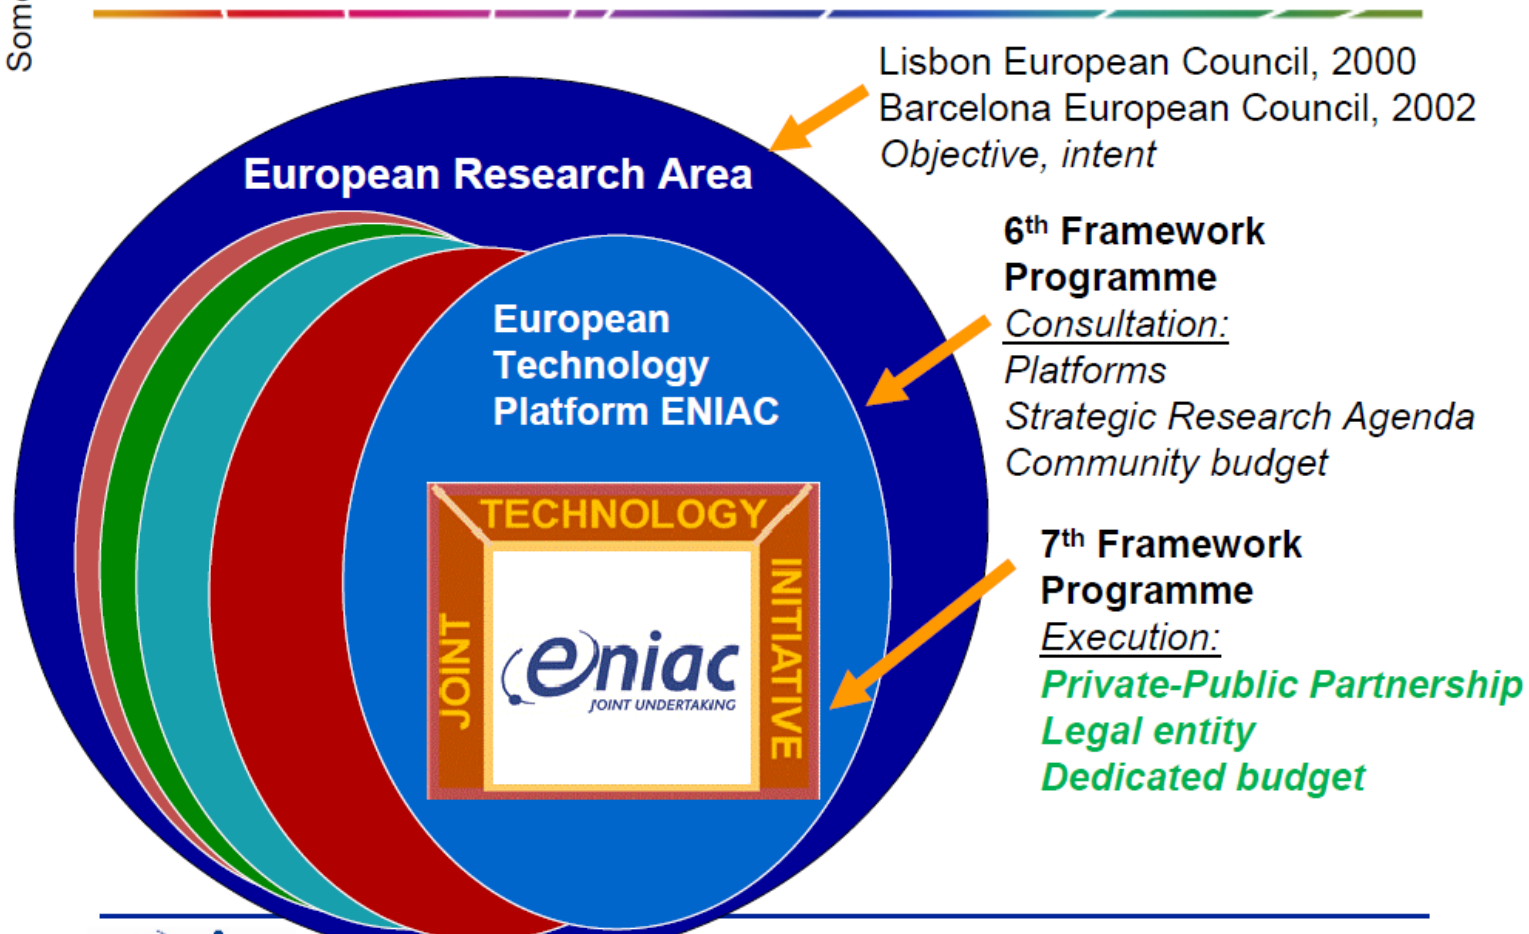 Lisbon European Council, 2000
Barcelona European Council, 2002
Objective, intent
European Research Area
6th Framework
Programme
Consultation:
Platforms
Strategic Research Agenda
Community budget
European
Technology
Platform ENIAC
TECHNOLOGY
JOINT
INITIATIVE
eniac
JOINT UNDERTAKING
7th Framework
Programme
Execution:
Private-Public Partnership
Legal entity
Dedicated budget